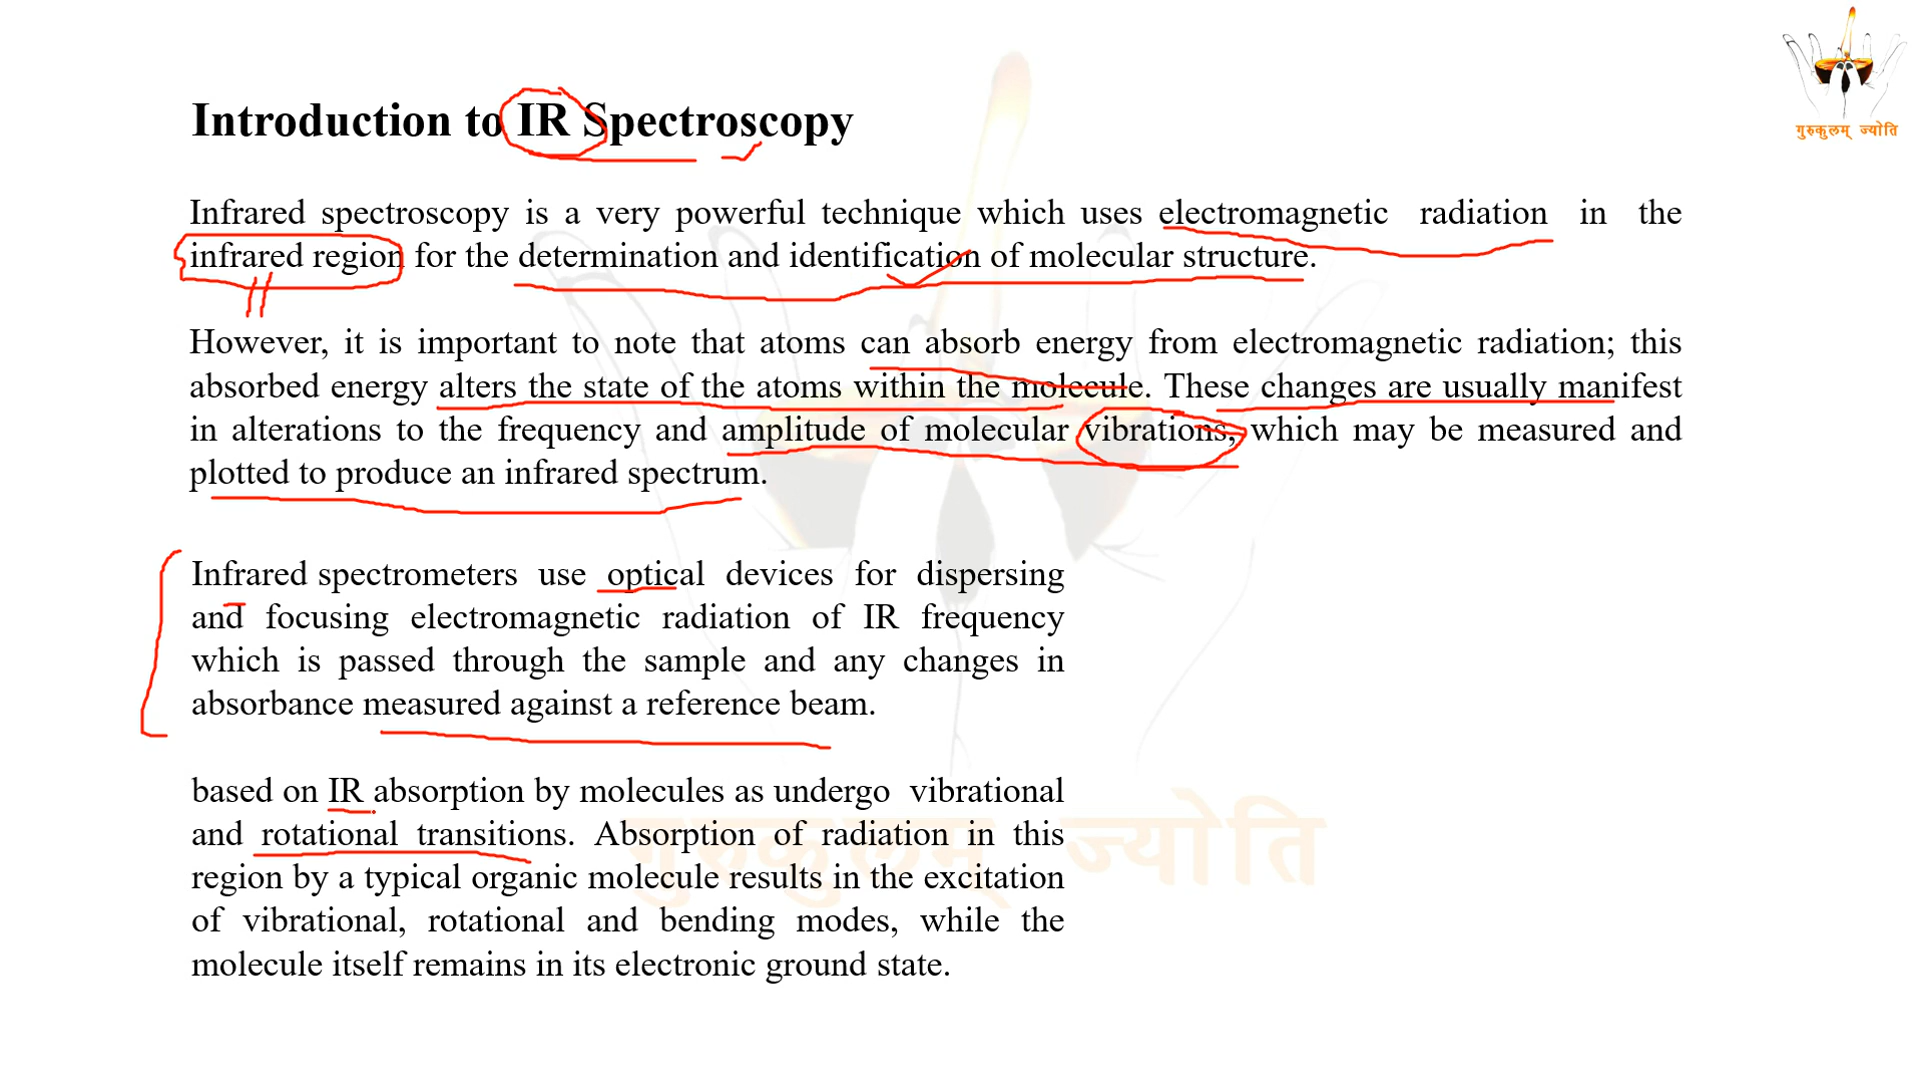 Introduction to IR Spectroscopy
गुरुकुलम् ज्योति
Infrared spectroscopy is a very powerful technique which uses electromagnetic radiation in the
infrared region for the determination and identification of molecular structure.
However, it is important to note that atoms can absorb energy from electromagnetic radiation; this
absorbed energy alters the state of the atoms within the molecule. These changes are usually manifest
in alterations to the frequency and amplitude of molecular vibrations, which may be measured and
plotted to produce an infrared spectrum.
Infrared spectrometers use optical devices for dispersing
and focusing electromagnetic radiation of IR frequency
which is passed through the sample and any changes in
absorbance measured against a reference beam.
based on IR absorption by molecules as undergo vibrational
and rotational transitions. Absorption of radiation in this
region by a typical organic molecule results in the excitation
of vibrational, rotational and bending modes, while the
molecule itself remains in its electronic ground state.
गुरुकुलम् ज्योति